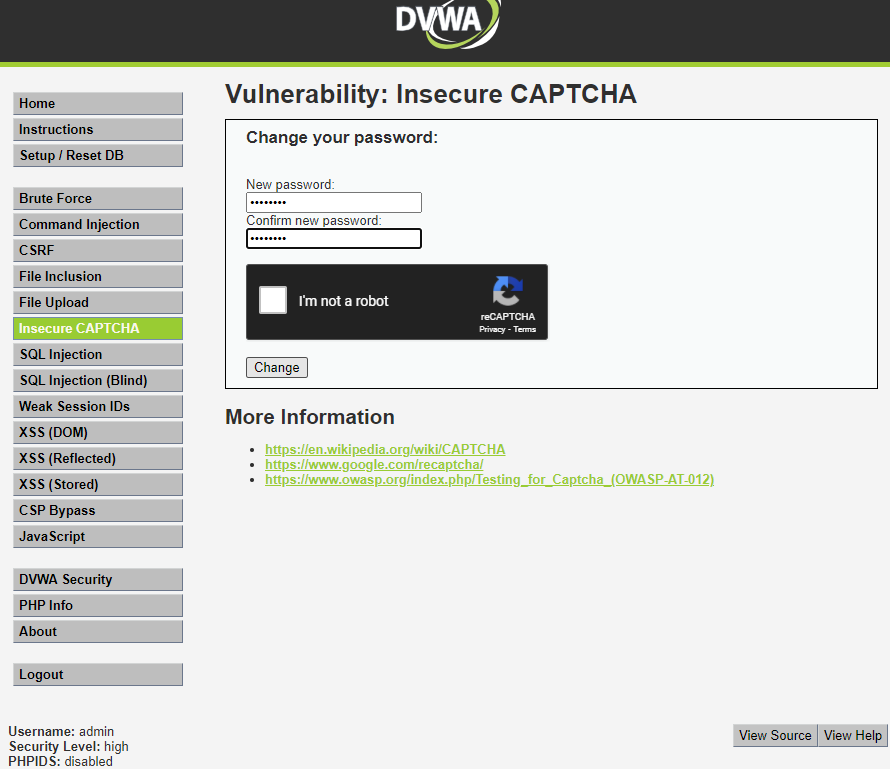 DVWA
Vulnerability: Insecure CAPTCHA
Home
Instructions
Setup / Reset DB
Brute Force
Command Injection
CSRF
File Inclusion
File Upload
Insecure CAPTCHA
SQL Injection
SQL Injection (Blind)
Weak Session IDs
XSS (DOM)
XSS (Reflected)
XSS (Stored)
CSP Bypass
JavaScript
DVWA Security
PHP Info
About
Logout
Change your password:
New password:
••••••••
Confirm new password:
••••••••
I'm not a robot
reCAPTCHA
Privacy - Terms
Change
More Information
• https://en.wikipedia.org/wiki/CAPTCHA
• https://www.google.com/recaptcha/
• https://www.owasp.org/index.php/Testing_for_Captcha_(OWASP-AT-012)
Username: admin
Security Level: high
PHPIDS: disabled
View Source
View Help